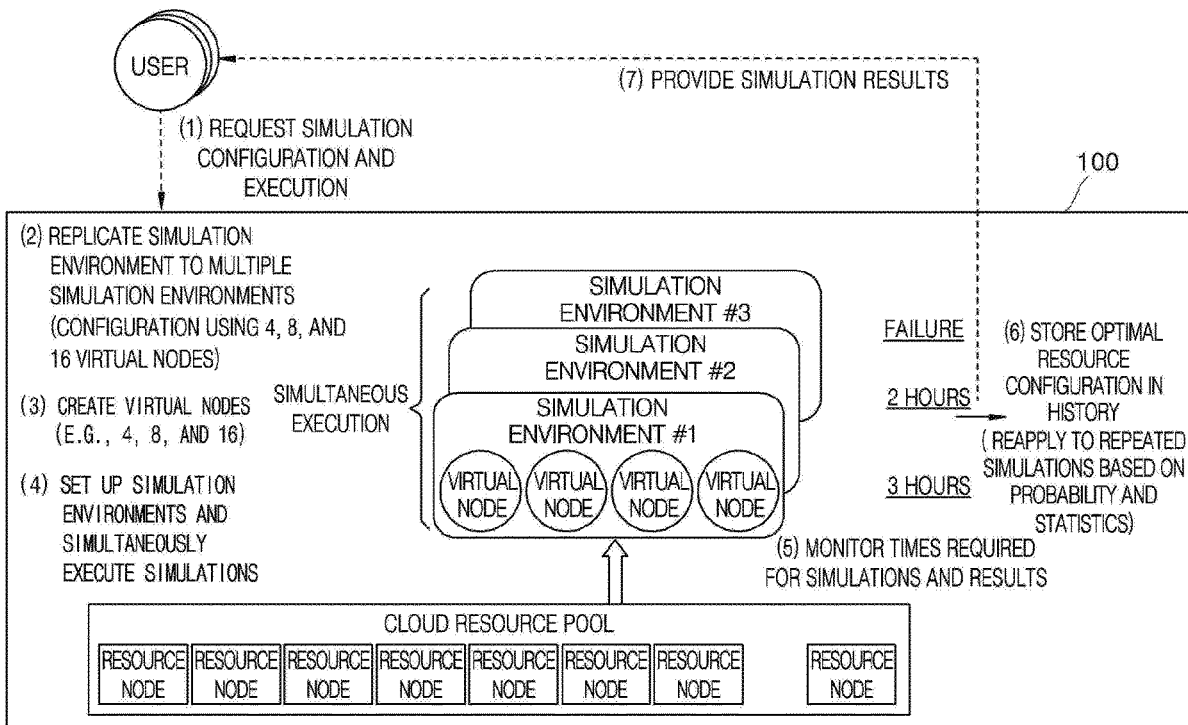 USER
(7) PROVIDE SIMULATION RESULTS
(1) REQUEST SIMULATION
CONFIGURATION AND
EXECUTION
100
(2) REPLICATE SIMULATION
ENVIRONMENT TO MULTIPLE
SIMULATION ENVIRONMENTS
(CONFIGURATION USING 4, 8, AND
16 VIRTUAL NODES)
(3) CREATE VIRTUAL NODES
(E.G., 4, 8, AND 16)
(4) SET UP SIMULATION
ENVIRONMENTS AND
SIMULTANEOUSLY
EXECUTE SIMULATIONS
SIMULTANEOUS
EXECUTION
SIMULATION
ENVIRONMENT #3
SIMULATION
ENVIRONMENT #2
SIMULATION
ENVIRONMENT #1
VIRTUAL
NODE
VIRTUAL
NODE
VIRTUAL
NODE
VIRTUAL
NODE
FAILURE
2 HOURS
3 HOURS
(6) STORE OPTIMAL
RESOURCE
CONFIGURATION IN
HISTORY
( REAPPLY TO REPEATED
SIMULATIONS BASED ON
PROBABILITY AND
STATISTICS)
(5) MONITOR TIMES REQUIRED
FOR SIMULATIONS AND RESULTS
CLOUD RESOURCE POOL
RESOURCE
NODE
RESOURCE
NODE
RESOURCE
NODE
RESOURCE
NODE
RESOURCE
NODE
RESOURCE
NODE
RESOURCE
NODE
RESOURCE
NODE